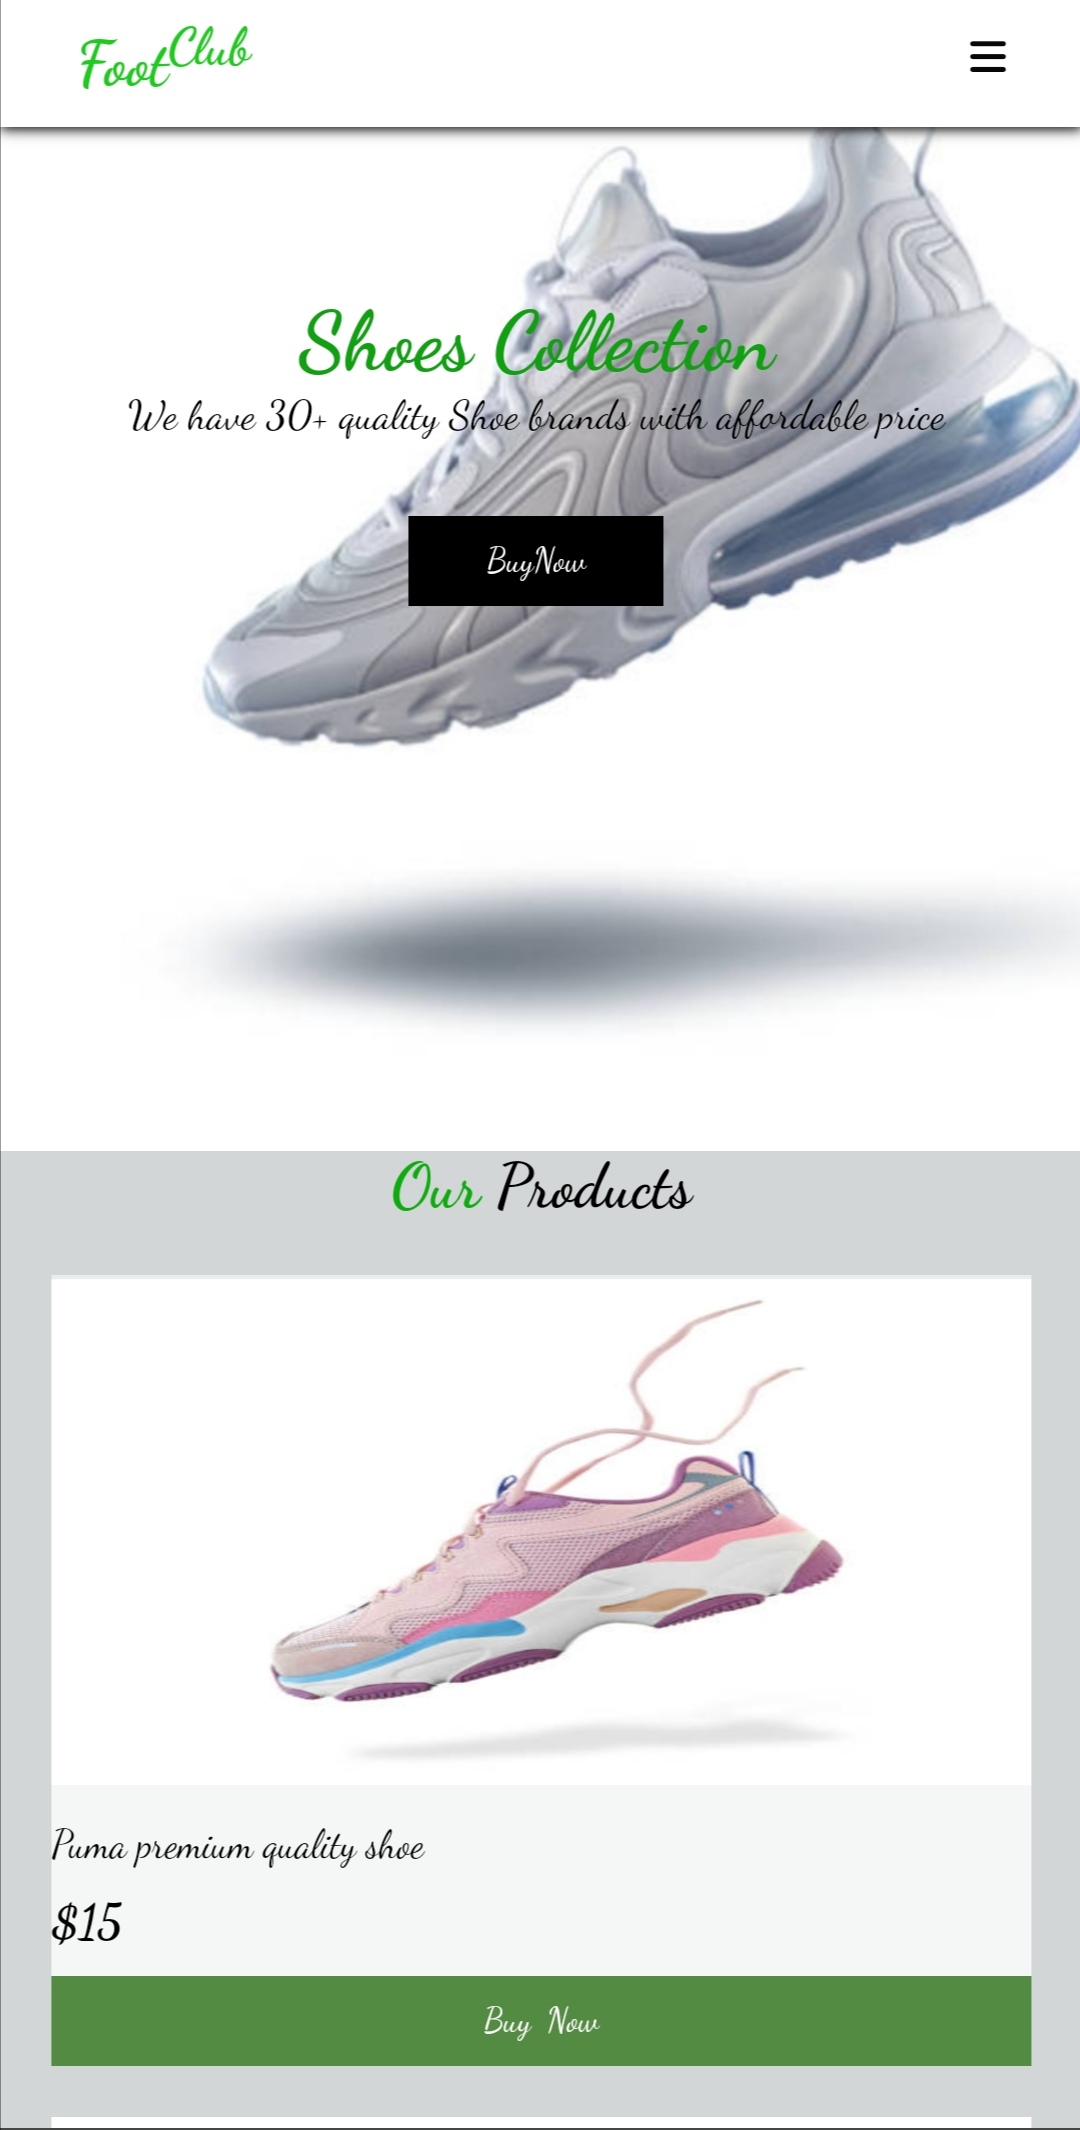 FootClub
Shoes Collection
We have 30+ quality Shoe brands with affordable price
BuyNow
Our Products
Puma premium quality shoe
$15
Buy Now